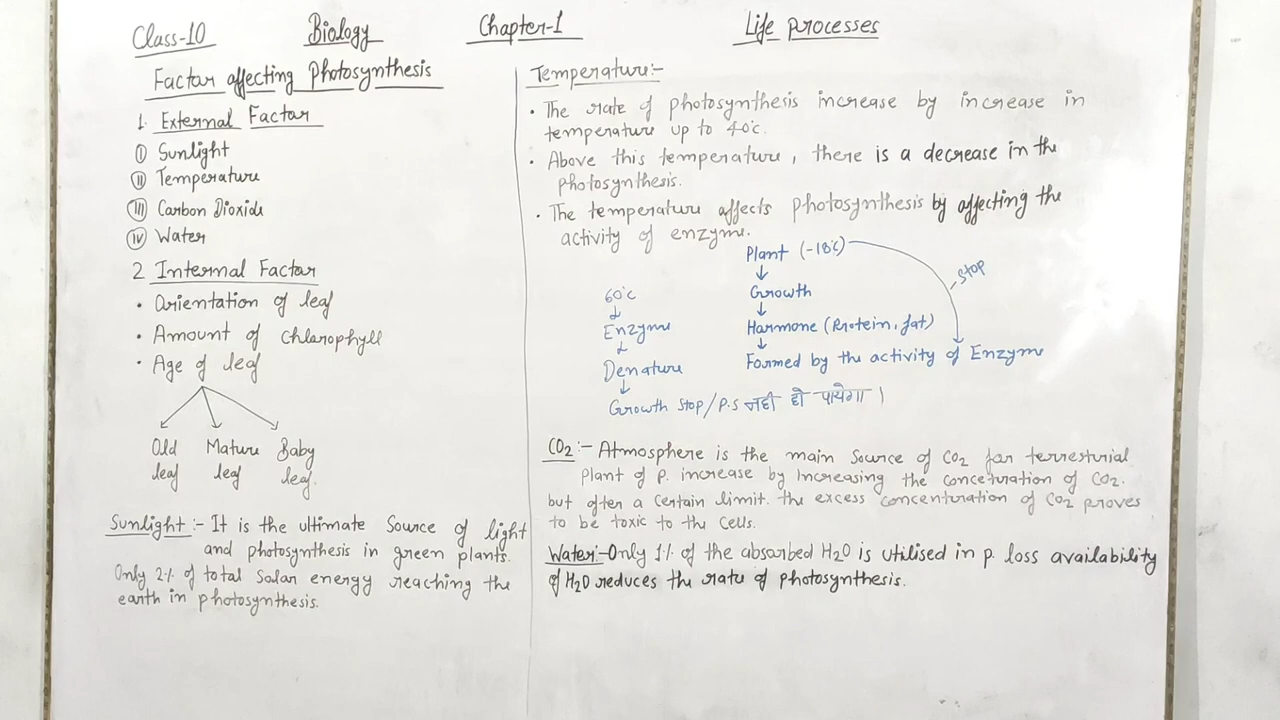 Class-10 Biology Chapter-1 Life Processes
Factor affecting Photosynthesis
1. External Factor
(i) Sunlight
(ii) Temperature
(iii) Carbon Dioxide
(iv) Water
2 Internal Factor
• Orientation of leaf
• Amount of chlorophyll
• Age of leaf
Old Mature Baby
leaf leaf leaf.
Sunlight:- It is the ultimate Source of light
and photosynthesis in green plants.
Only 2% of total Solar energy reaching the
earth in photosynthesis.
Temperature:-
• The rate of photosynthesis increase by increase in
temperature up to 40°c.
• Above this temperature, there is a decrease in the
photosynthesis.
• The temperature affects photosynthesis by affecting the
activity of enzyme.
60°c
↓
Enzyme
↓
Denature
↓
Growth Stop/P.S नहीं हो पायेगा।
Plant (-18°c)
↓
Growth
↓
Harmone (Protein, fat)
↓
Formed by the activity of Enzyme
Stop
CO2:- Atmosphere is the main Source of CO2 for terresturial
plant of P. increase by Increasing the conceturation of CO2.
but ofter a certain limit. the excess concenturation of CO2 proves
to be toxic to the cells.
Water:-Only 1% of the absorbed H2O is utilised in p. loss availability
of H2O reduces the rate of photosynthesis.